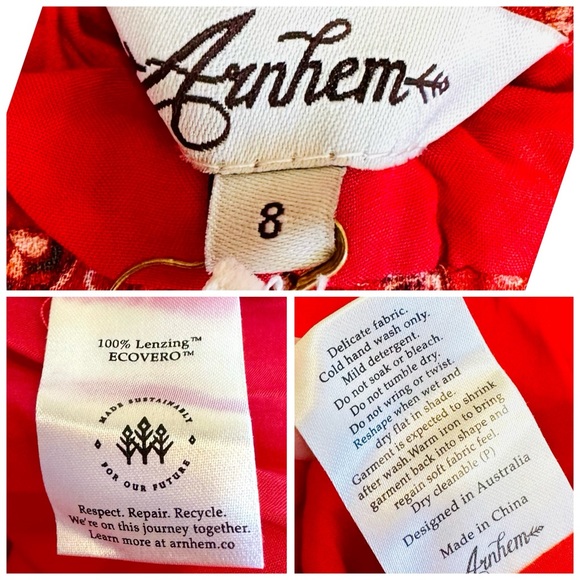 Arnhem
8
100% Lenzing™
ECOVERO™
MADE SUSTAINABLY
FOR OUR FUTURE
Respect. Repair. Recycle.
We're on this journey together.
Learn more at arnhem.co
Delicate fabric.
Cold hand wash only.
Mild detergent.
Do not soak or bleach.
Do not tumble dry.
Do not wring or twist.
Reshape when wet and
dry flat in shade.
Garment is expected to shrink
after wash. Warm iron to bring
garment back into shape and
regain soft fabric feel.
Dry cleanable (P)
Designed in Australia
Made in China
Arnhem